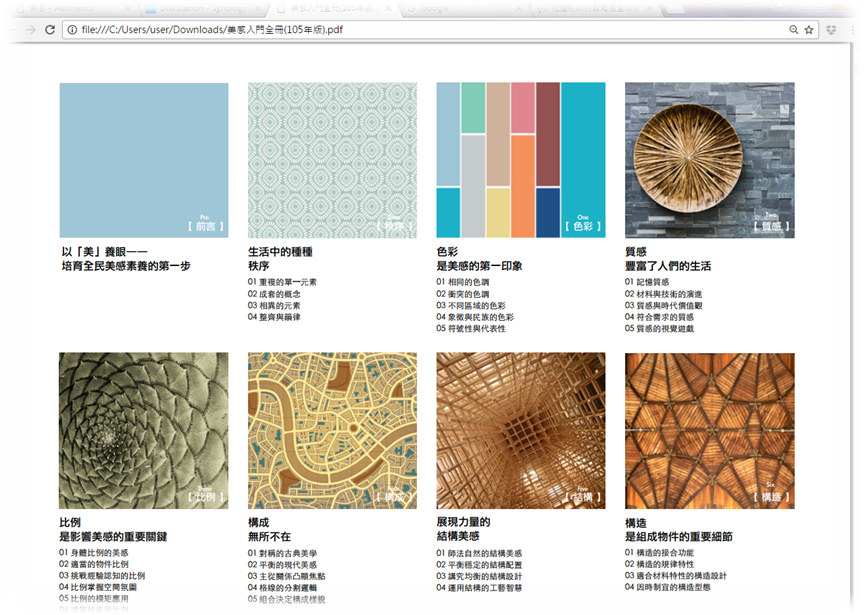 file:///C:/Users/user/Downloads/美感入門全冊(105年版).pdf
Pre
【 前言 】
以「美」養眼——
培育全民美感素養的第一步
【 秩序 】
生活中的種種
秩序
01 重複的單一元素
02 成套的概念
03 相異的元素
04 整齊與韻律
One
【 色彩 】
色彩
是美感的第一印象
01 相同的色調
02 衝突的色調
03 不同區域的色彩
04 象徵與民族的色彩
05 符號性與代表性
Two
【 質感 】
質感
豐富了人們的生活
01 記憶質感
02 材料與技術的演進
03 質感與時代價值觀
04 符合需求的質感
05 質感的視覺遊戲
Three
【 比例 】
比例
是影響美感的重要關鍵
01 身體比例的美感
02 適當的物件比例
03 挑戰經驗認知的比例
04 比例掌握空間氛圍
05 比例的模矩應用
Four
【 構成 】
構成
無所不在
01 對稱的古典美學
02 平衡的現代美感
03 主從關係凸顯焦點
04 格線的分割邏輯
05 組合決定構成樣貌
Five
【 結構 】
展現力量的
結構美感
01 師法自然的結構美感
02 平衡穩定的結構配置
03 講究均衡的結構設計
04 運用結構的工藝智慧
Six
【 構造 】
構造
是組成物件的重要細節
01 構造的接合功能
02 構造的規律特性
03 適合材料特性的構造設計
04 因時制宜的構造型態